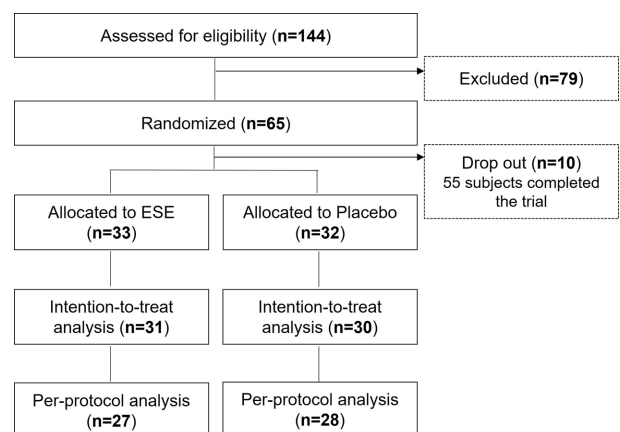 Assessed for eligibility (n=144)
Excluded (n=79)
Randomized (n=65)
Drop out (n=10)
55 subjects completed
the trial
Allocated to ESE
(n=33)
Allocated to Placebo
(n=32)
Intention-to-treat
analysis (n=31)
Intention-to-treat
analysis (n=30)
Per-protocol analysis
(n=27)
Per-protocol analysis
(n=28)